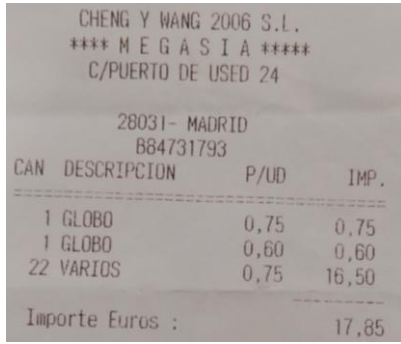 CHENG Y WANG 2006 S.L.
**** M E G A S I A *****
C/PUERTO DE USED 24
28031- MADRID
B84731793
CAN DESCRIPCION P/UD IMP.
1 GLOBO 0,75 0,75
1 GLOBO 0,60 0,60
22 VARIOS 0,75 16,50
Importe Euros : 17,85